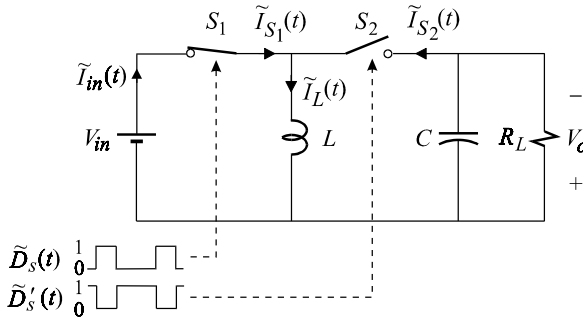 S₁ Ĩ_S₁(t) S₂ Ĩ_S₂(t)
Ĩ_in(t)
Ĩ_L(t)
V_in L C R_L − V_o +
D̃_s(t) 1 0
D̃_s′(t) 1 0